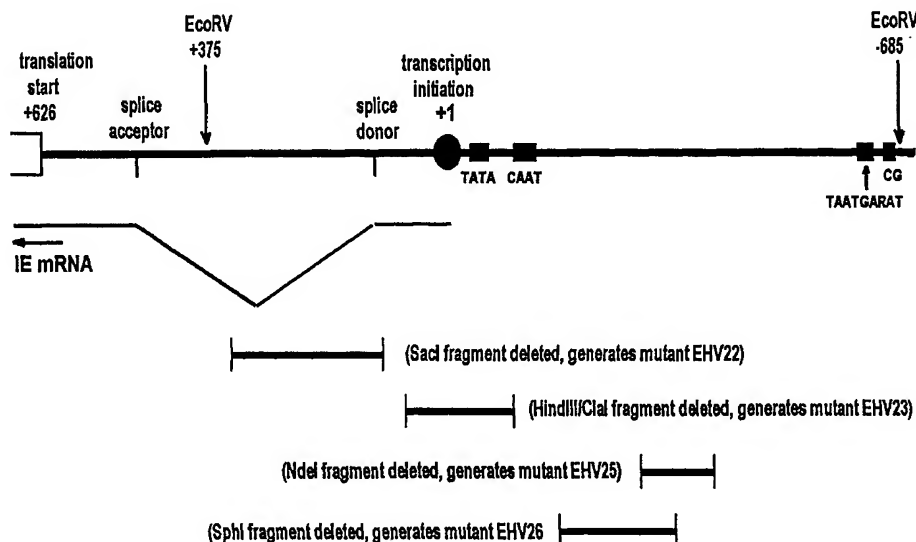 EcoRV
+375
EcoRV
-685
translation
start
+626
transcription
initiation
+1
splice
acceptor
splice
donor
TATA
CAAT
CG
TAATGARAT
IE mRNA
(SacI fragment deleted, generates mutant EHV22)
(HindIII/ClaI fragment deleted, generates mutant EHV23)
(NdeI fragment deleted, generates mutant EHV25)
(SphI fragment deleted, generates mutant EHV26